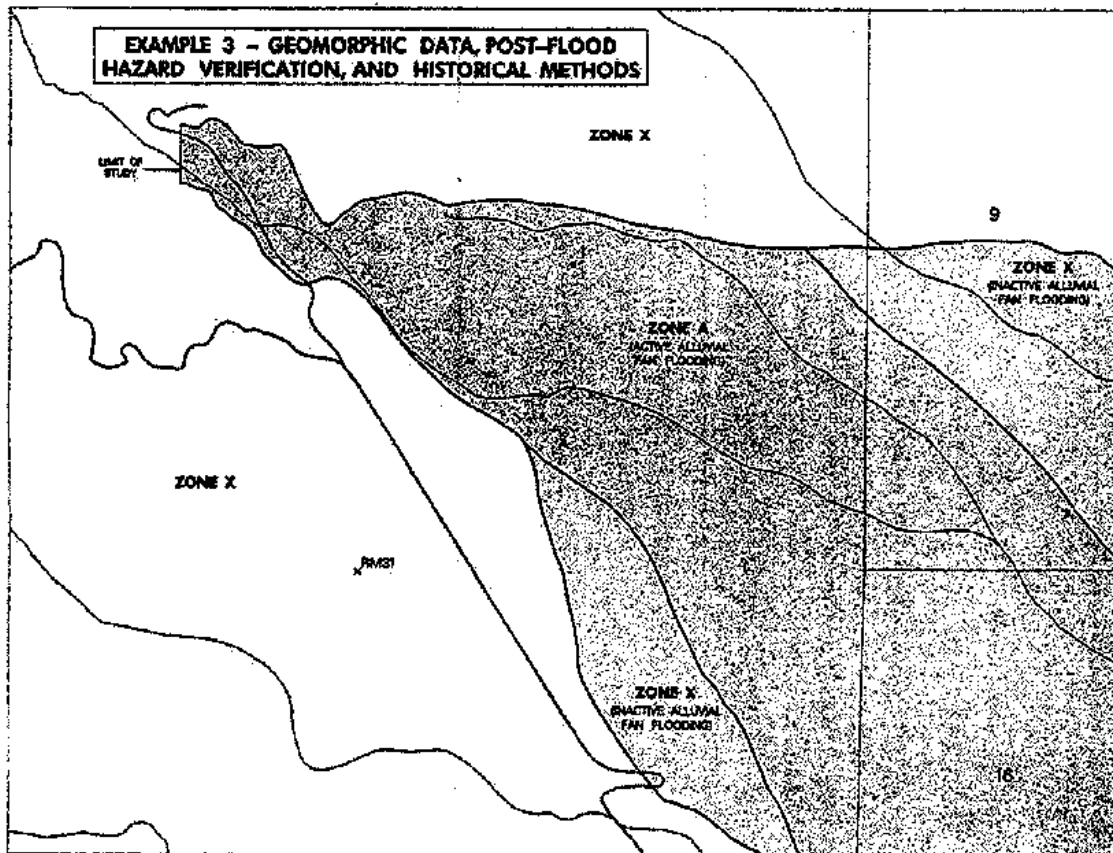 EXAMPLE 3 – GEOMORPHIC DATA, POST–FLOOD
HAZARD VERIFICATION, AND HISTORICAL METHODS
ZONE X
LIMIT OF
STUDY
9
ZONE X
(INACTIVE ALLUVIAL
FAN FLOODING)
ZONE A
(ACTIVE ALLUVIAL
FAN FLOODING)
ZONE X
RM31
ZONE X
(INACTIVE ALLUVIAL
FAN FLOODING)
16